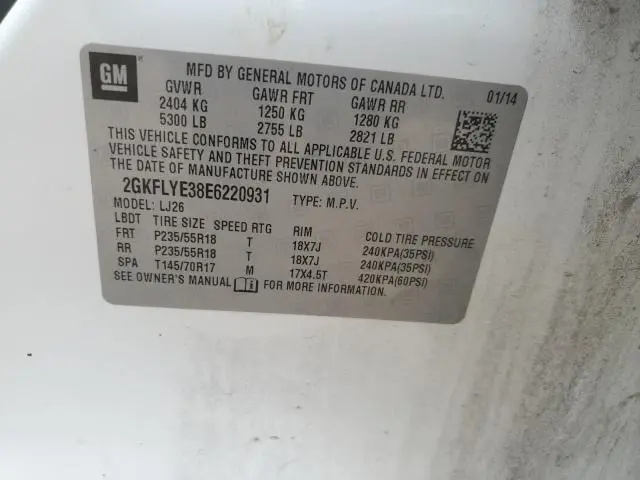 GM
MFD BY GENERAL MOTORS OF CANADA LTD. 01/14
GVWR GAWR FRT GAWR RR
2404 KG 1250 KG 1280 KG
5300 LB 2755 LB 2821 LB
THIS VEHICLE CONFORMS TO ALL APPLICABLE U.S. FEDERAL MOTOR
VEHICLE SAFETY AND THEFT PREVENTION STANDARDS IN EFFECT ON
THE DATE OF MANUFACTURE SHOWN ABOVE.
2GKFLYE38E6220931 TYPE: M.P.V.
MODEL: LJ26
LBDT TIRE SIZE SPEED RTG RIM COLD TIRE PRESSURE
FRT P235/55R18 T 18X7J 240KPA(35PSI)
RR P235/55R18 T 18X7J 240KPA(35PSI)
SPA T145/70R17 M 17X4.5T 420KPA(60PSI)
SEE OWNER'S MANUAL FOR MORE INFORMATION.